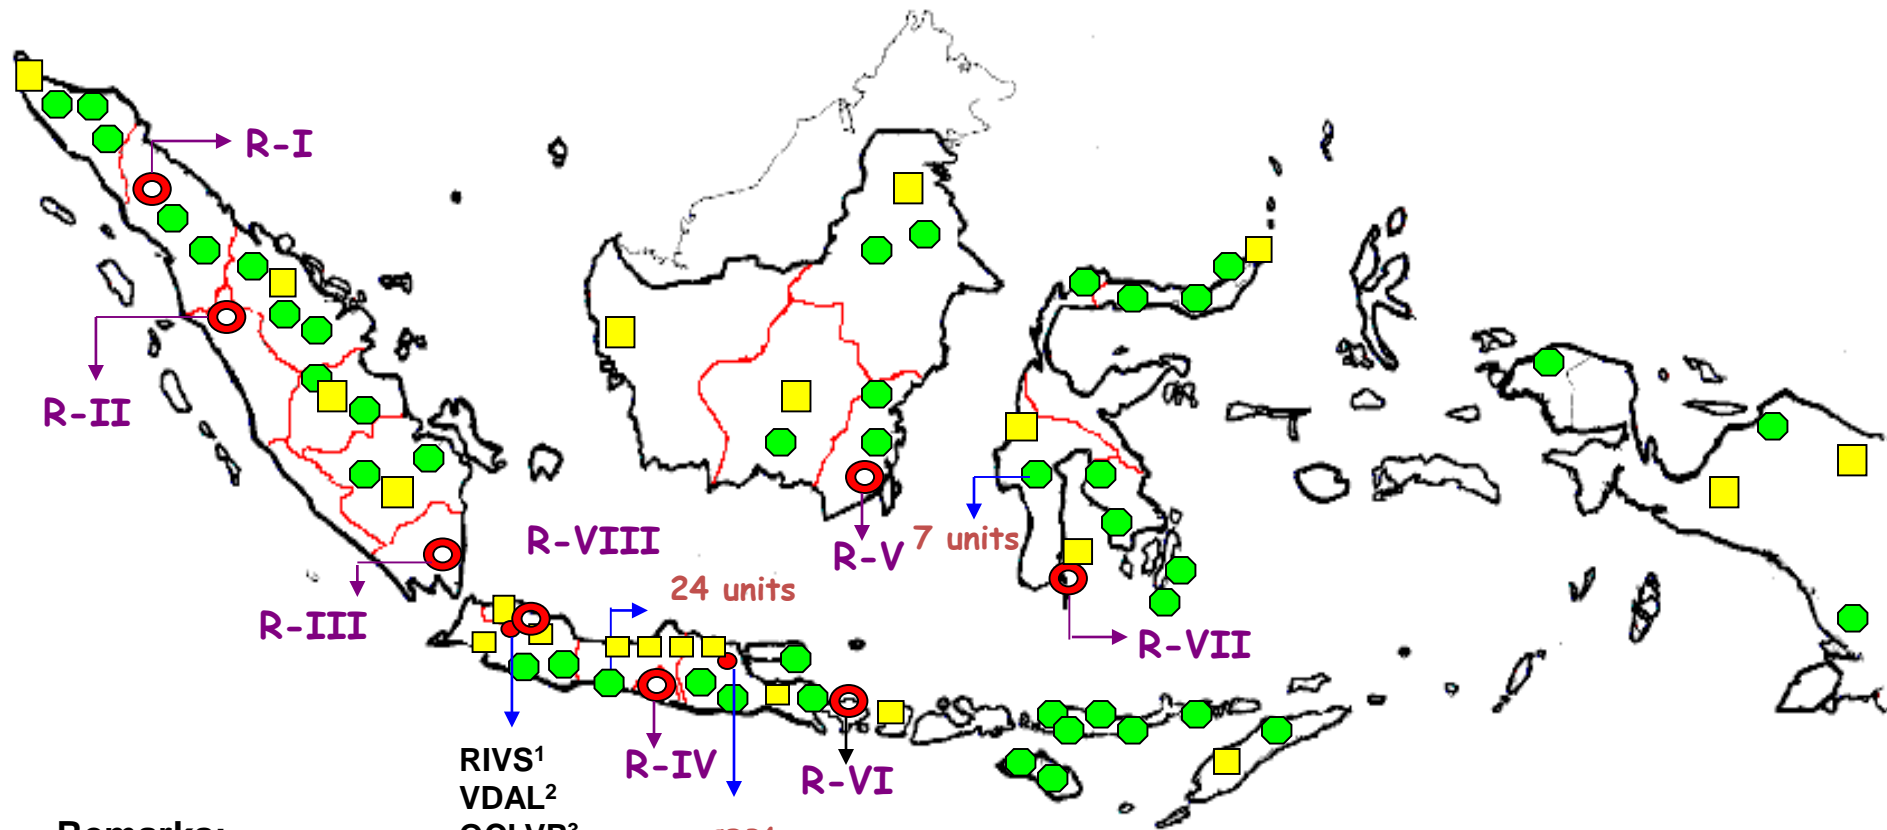 R-I
R-II
R-VIII
R-V
7 units
24 units
R-III
R-VII
RIVS¹
R-IV
R-VI
VDAL²